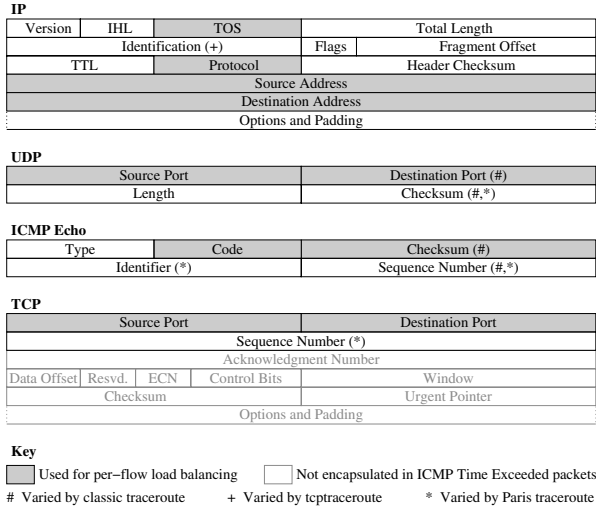 IP
Version IHL TOS Total Length
Identification (+) Flags Fragment Offset
TTL Protocol Header Checksum
Source Address
Destination Address
Options and Padding
UDP
Source Port Destination Port (#)
Length Checksum (#,*)
ICMP Echo
Type Code Checksum (#)
Identifier (*) Sequence Number (#,*)
TCP
Source Port Destination Port
Sequence Number (*)
Acknowledgment Number
Data Offset Resvd. ECN Control Bits Window
Checksum Urgent Pointer
Options and Padding
Key
Used for per−flow load balancing Not encapsulated in ICMP Time Exceeded packets
# Varied by classic traceroute + Varied by tcptraceroute * Varied by Paris traceroute